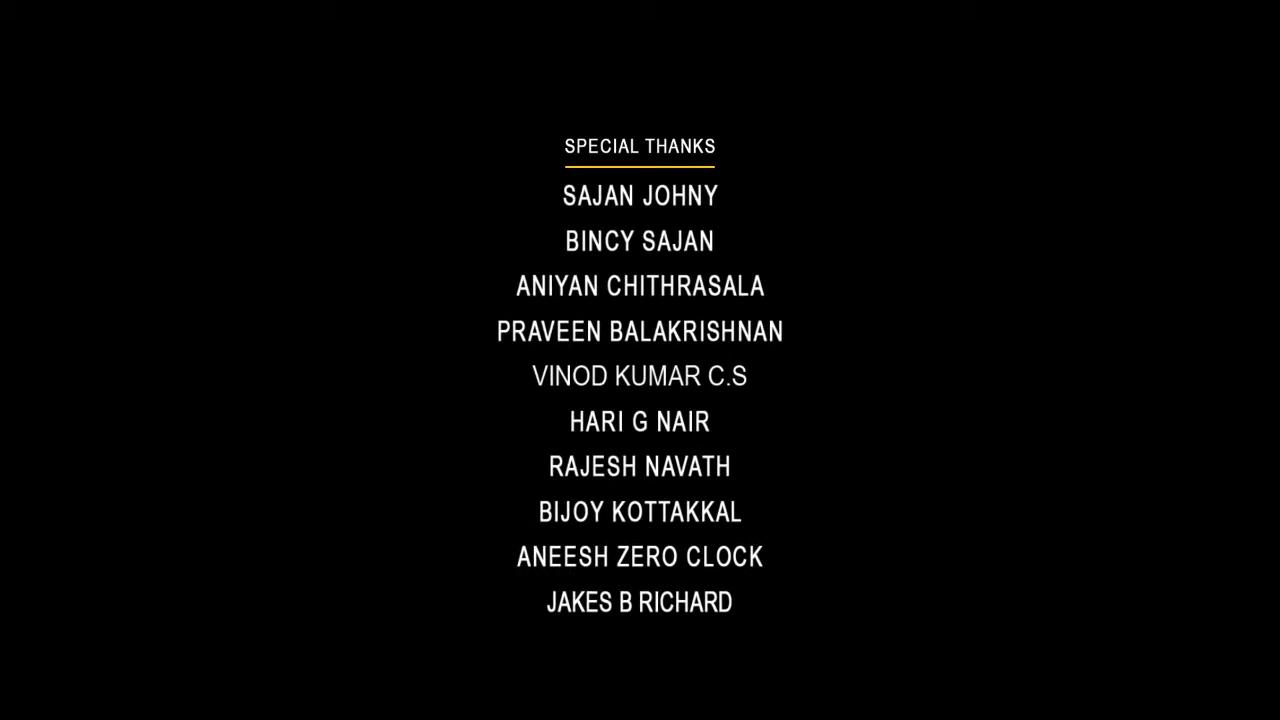 SPECIAL THANKS
SAJAN JOHNY
BINCY SAJAN
ANIYAN CHITHRASALA
PRAVEEN BALAKRISHNAN
VINOD KUMAR C.S
HARI G NAIR
RAJESH NAVATH
BIJOY KOTTAKKAL
ANEESH ZERO CLOCK
JAKES B RICHARD